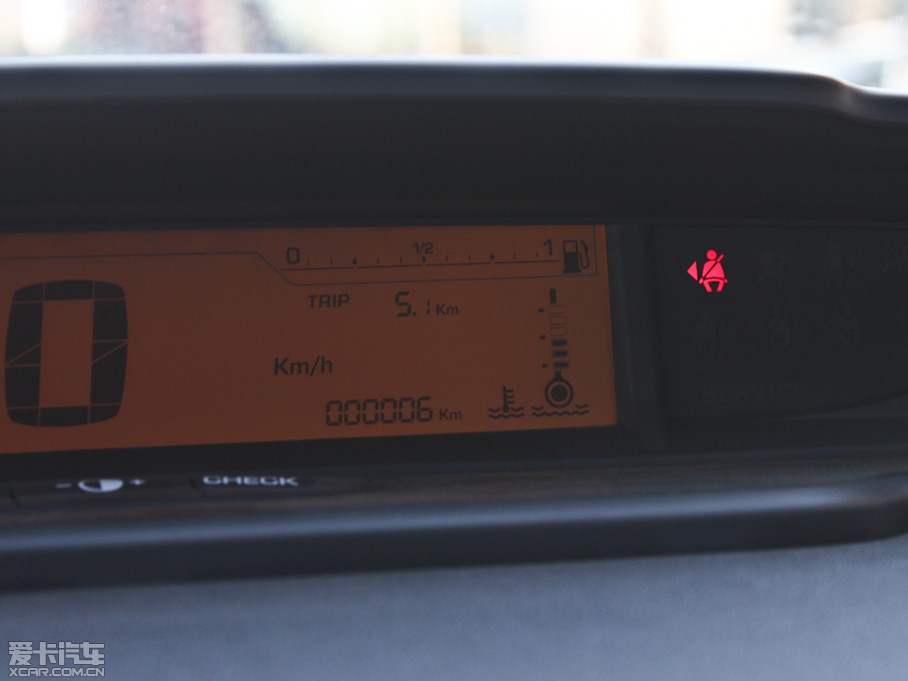 0 1/2 1
TRIP 5.1 Km
0 Km/h
000006 Km
- + CHECK
爱卡汽车
XCAR.COM.CN